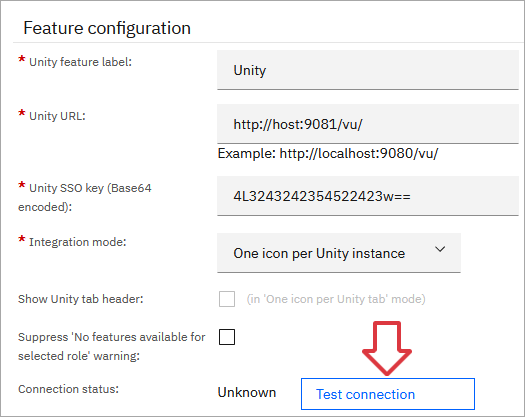 Feature configuration
* Unity feature label:
Unity
* Unity URL:
http://host:9081/vu/
Example: http://localhost:9080/vu/
* Unity SSO key (Base64
encoded):
4L3243242354522423w==
* Integration mode:
One icon per Unity instance
Show Unity tab header:
(in 'One icon per Unity tab' mode)
Suppress 'No features available for
selected role' warning:
Connection status:
Unknown
Test connection